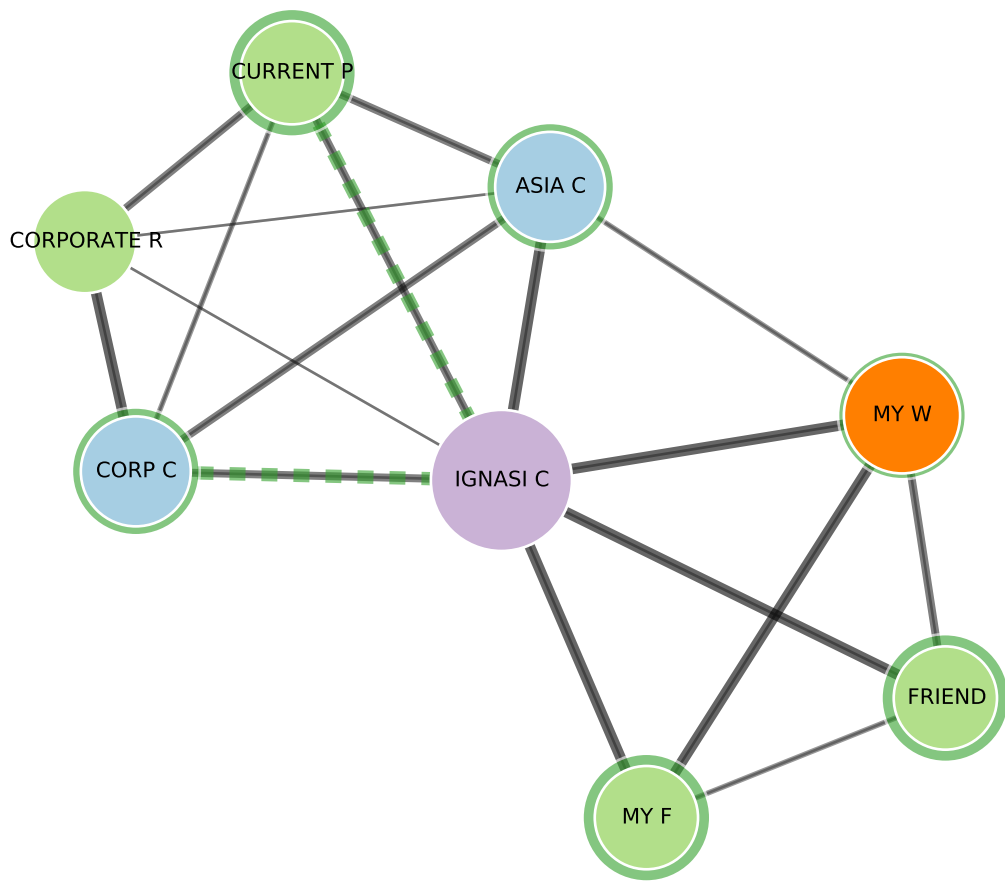 CURRENT P
ASIA C
CORPORATE R
MY W
CORP C
IGNASI C
FRIEND
MY F